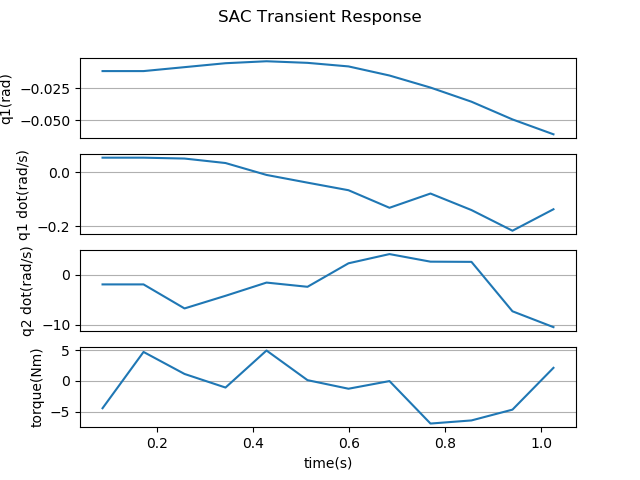 SAC Transient Response
q1(rad)
−0.025
−0.050
q1 dot(rad/s)
0.0
−0.2
q2 dot(rad/s)
0
−10
torque(Nm)
5
0
−5
0.2 0.4 0.6 0.8 1.0
time(s)